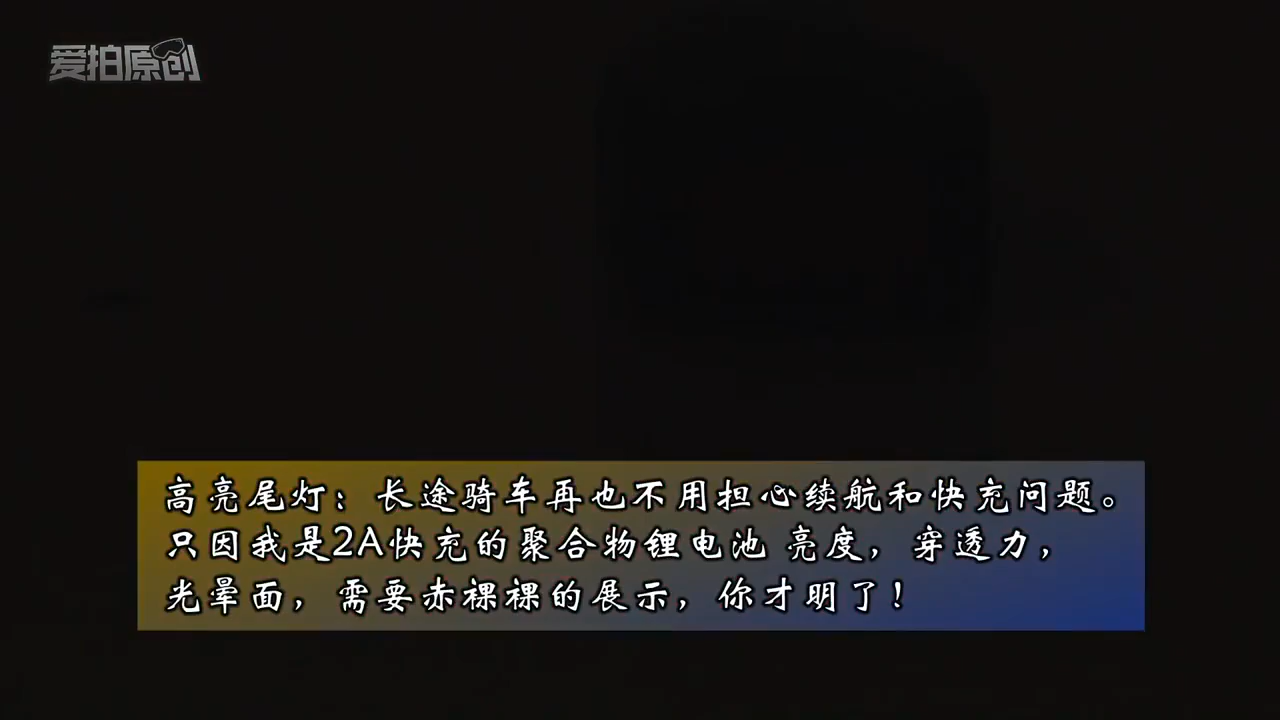 爱拍原创
高亮尾灯：长途骑车再也不用担心续航和快充问题。
只因我是2A快充的聚合物锂电池 亮度，穿透力，
光晕面，需要赤裸裸的展示，你才明了！